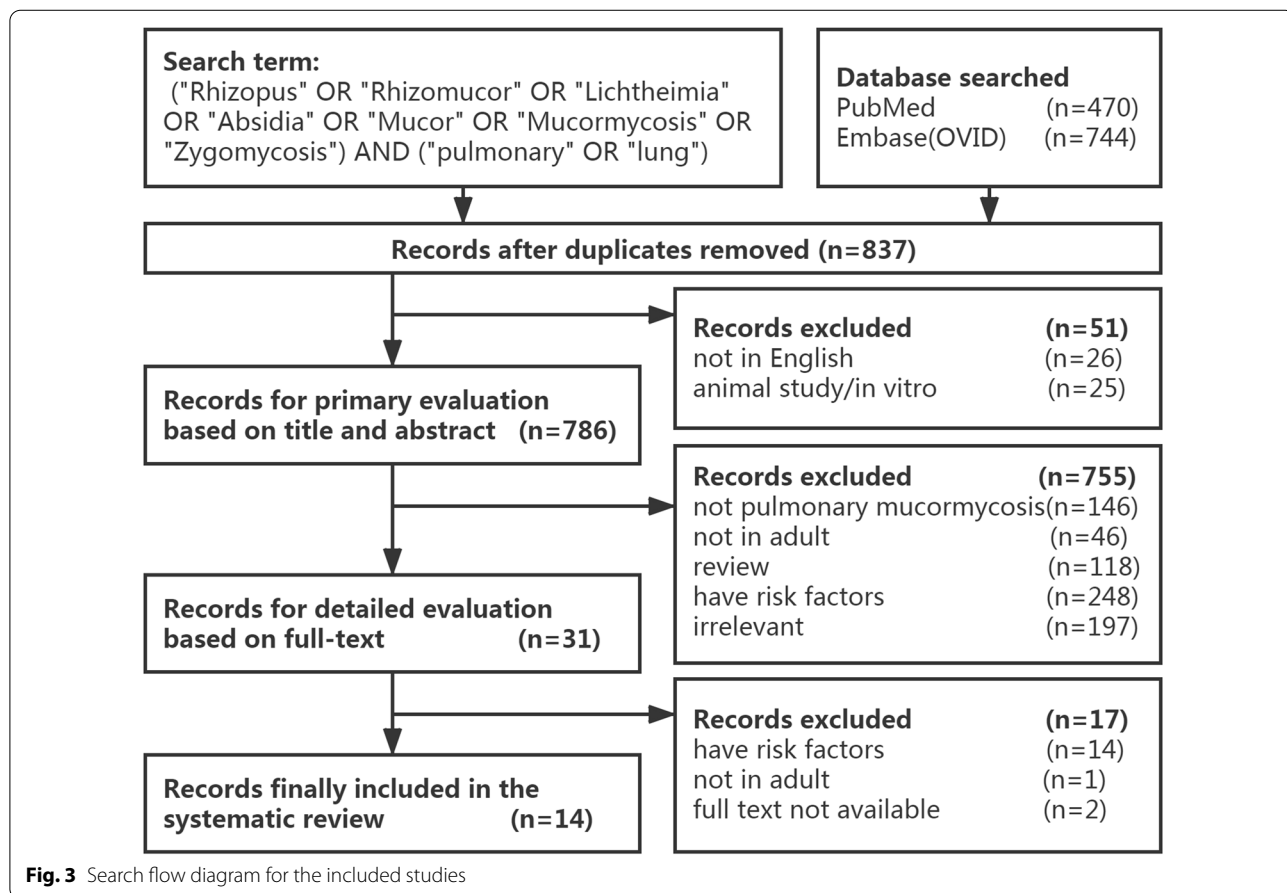 Search term:
("Rhizopus" OR "Rhizomucor" OR "Lichtheimia"
OR "Absidia" OR "Mucor" OR "Mucormycosis" OR
"Zygomycosis") AND ("pulmonary" OR "lung")
Database searched
PubMed (n=470)
Embase(OVID) (n=744)
Records after duplicates removed (n=837)
Records excluded (n=51)
not in English (n=26)
animal study/in vitro (n=25)
Records for primary evaluation
based on title and abstract (n=786)
Records excluded (n=755)
not pulmonary mucormycosis(n=146)
not in adult (n=46)
review (n=118)
have risk factors (n=248)
irrelevant (n=197)
Records for detailed evaluation
based on full-text (n=31)
Records excluded (n=17)
have risk factors (n=14)
not in adult (n=1)
full text not available (n=2)
Records finally included in the
systematic review (n=14)
Fig. 3 Search flow diagram for the included studies